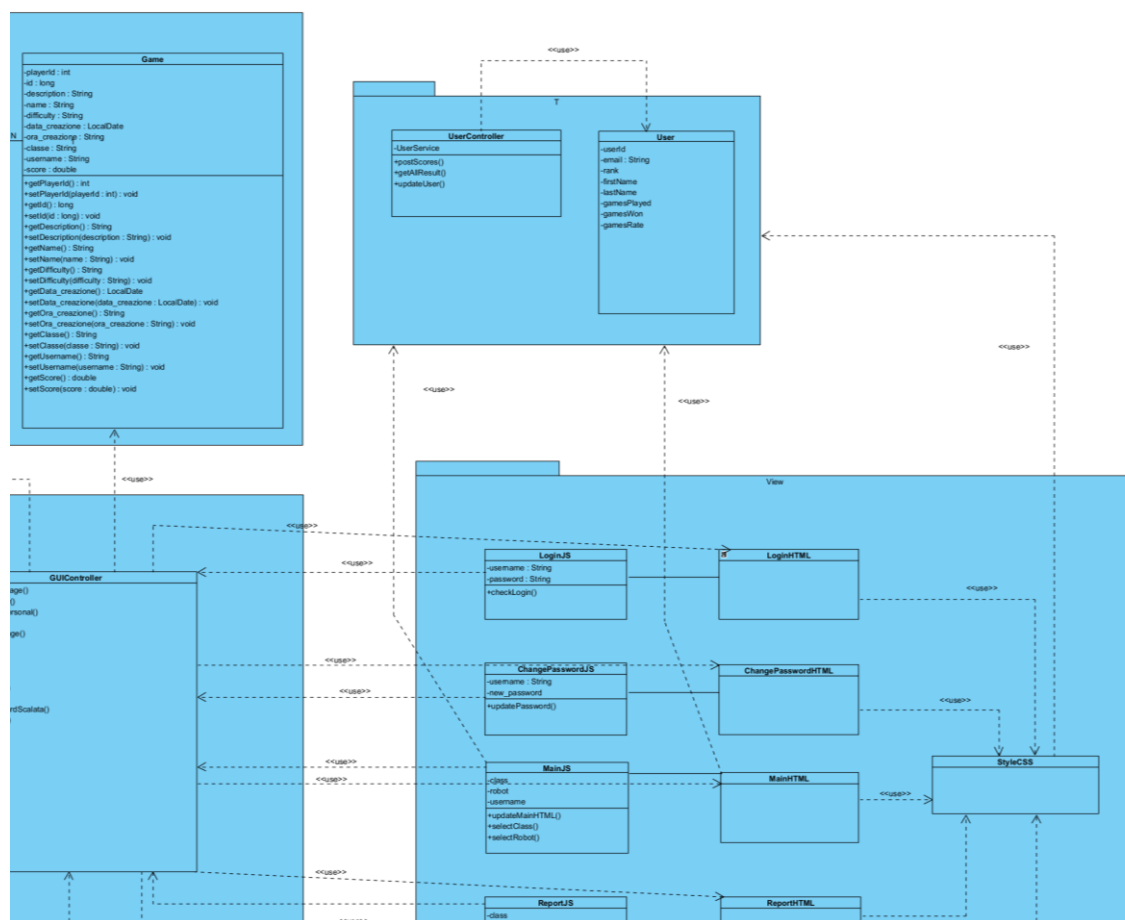 Game
-playerId : int
-id : long
-description : String
-name : String
-difficulty : String
-data_creazione : LocalDate
-ora_creazione : String
-classe : String
-username : String
-score : double
+getPlayerId() : int
+setPlayerId(playerId : int) : void
+getId() : long
+setId(id : long) : void
+getDescription() : String
+setDescription(description : String) : void
+getName() : String
+setName(name : String) : void
+getDifficulty() : String
+setDifficulty(difficulty : String) : void
+getData_creazione() : LocalDate
+setData_creazione(data_creazione : LocalDate) : void
+getOra_creazione() : String
+setOra_creazione(ora_creazione : String) : void
+getClasse() : String
+setClasse(classe : String) : void
+getUsername() : String
+setUsername(username : String) : void
+getScore() : double
+setScore(score : double) : void
N
<<use>>
T
UserController
-UserService
+postScores()
+getAllResult()
+updateUser()
User
-userId
-email : String
-rank
-firstName
-lastName
-gamesPlayed
-gamesWon
-gamesRate
<<use>>
<<use>>
<<use>>
<<use>>
View
<<use>>
GUIController
age()
()
ersonal()
ge()
rdScalata()
)
<<use>>
LoginJS
-username : String
-password : String
+checkLogin()
LoginHTML
<<use>>
<<use>>
<<use>>
ChangePasswordJS
-username : String
-new_password
+updatePassword()
ChangePasswordHTML
<<use>>
<<use>>
<<use>>
MainJS
-class
-robot
-username
+updateMainHTML()
+selectClass()
+selectRobot()
MainHTML
<<use>>
StyleCSS
<<use>>
ReportJS
-class
ReportHTML
<<use>>